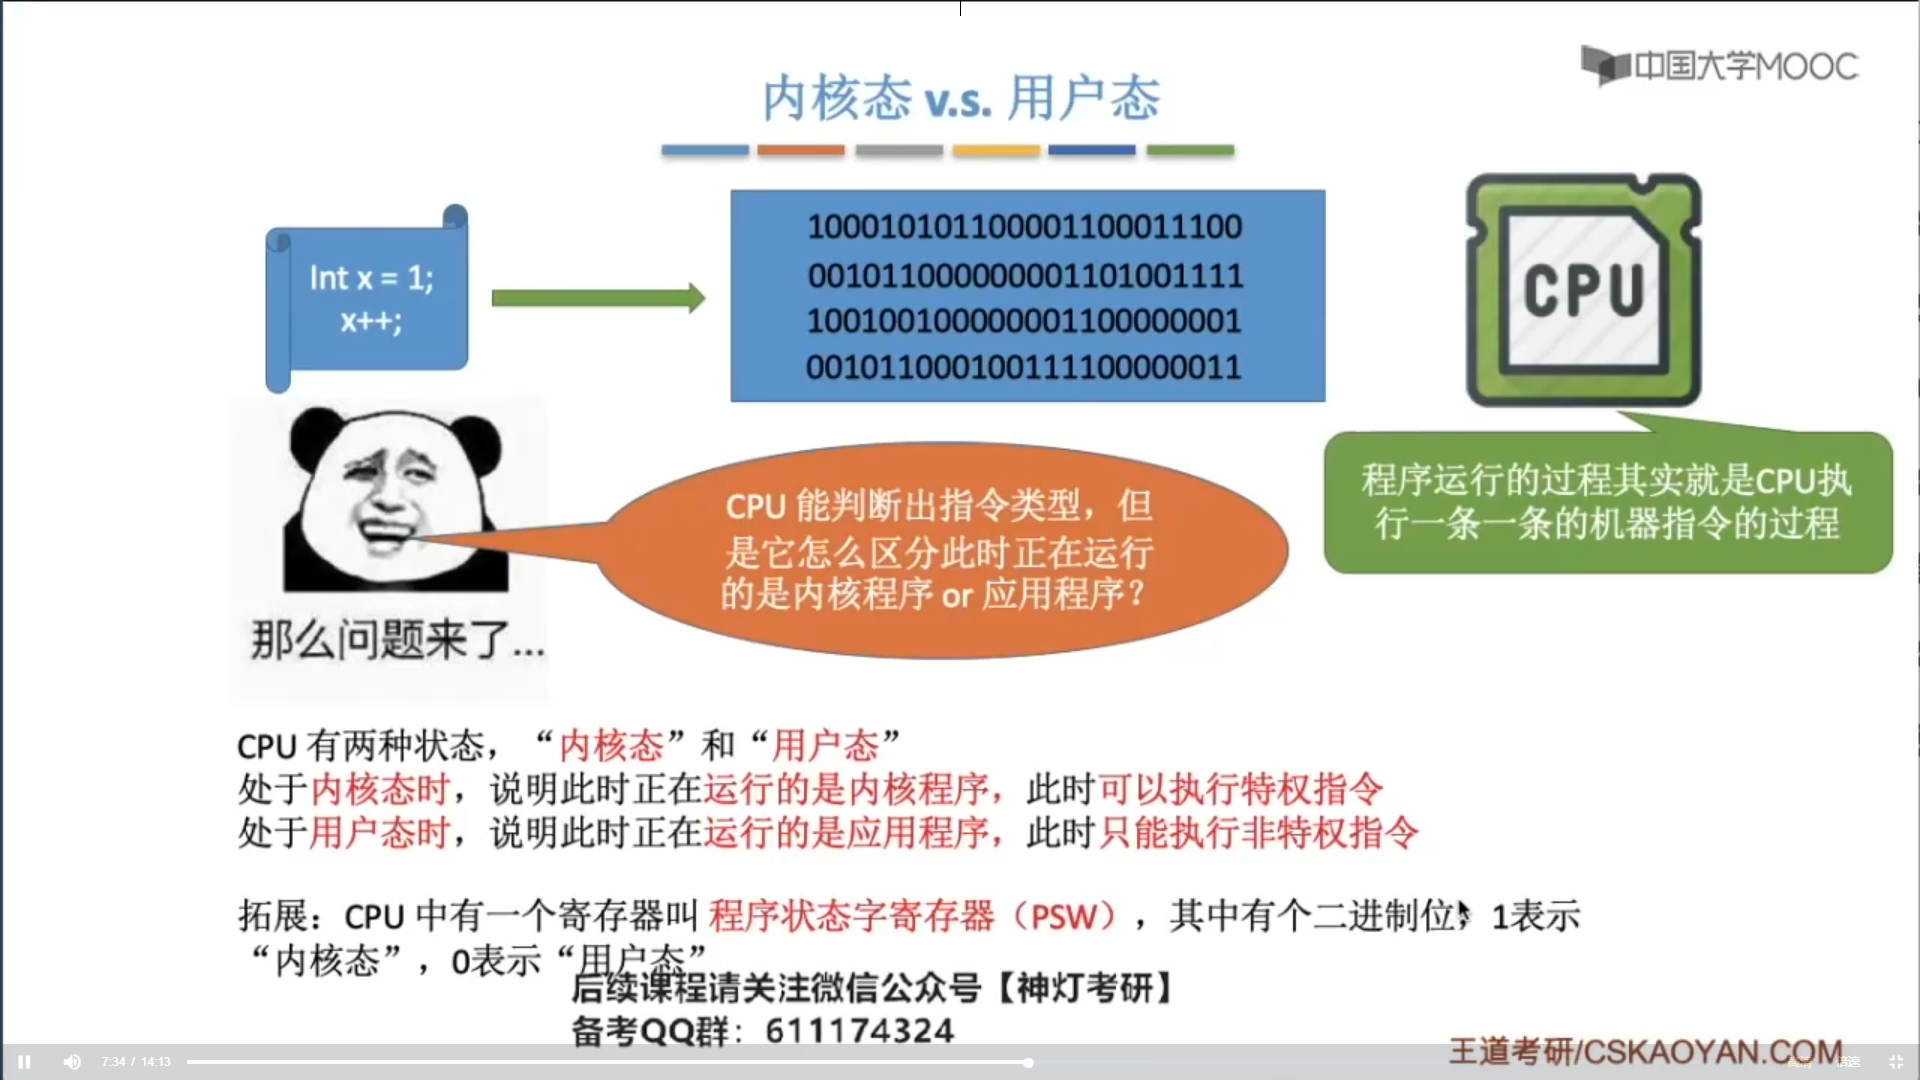 中国大学MOOC
内核态 v.s. 用户态
Int x = 1;
x++;
100010101100001100011100
0010110000000011010011111
1001001000000011000000001
0010110001001111000000011
CPU
程序运行的过程其实就是CPU执
行一条一条的机器指令的过程
CPU 能判断出指令类型，但
是它怎么区分此时正在运行
的是内核程序 or 应用程序？
那么问题来了...
CPU 有两种状态，“内核态”和“用户态”
处于内核态时，说明此时正在运行的是内核程序，此时可以执行特权指令
处于用户态时，说明此时正在运行的是应用程序，此时只能执行非特权指令
拓展：CPU 中有一个寄存器叫 程序状态字寄存器（PSW），其中有个二进制位，1表示
“内核态”，0表示“用户态”
后续课程请关注微信公众号【神灯考研】
备考QQ群：611174324
王道考研/CSKAOYAN.COM
7:34 / 14:13
倍速